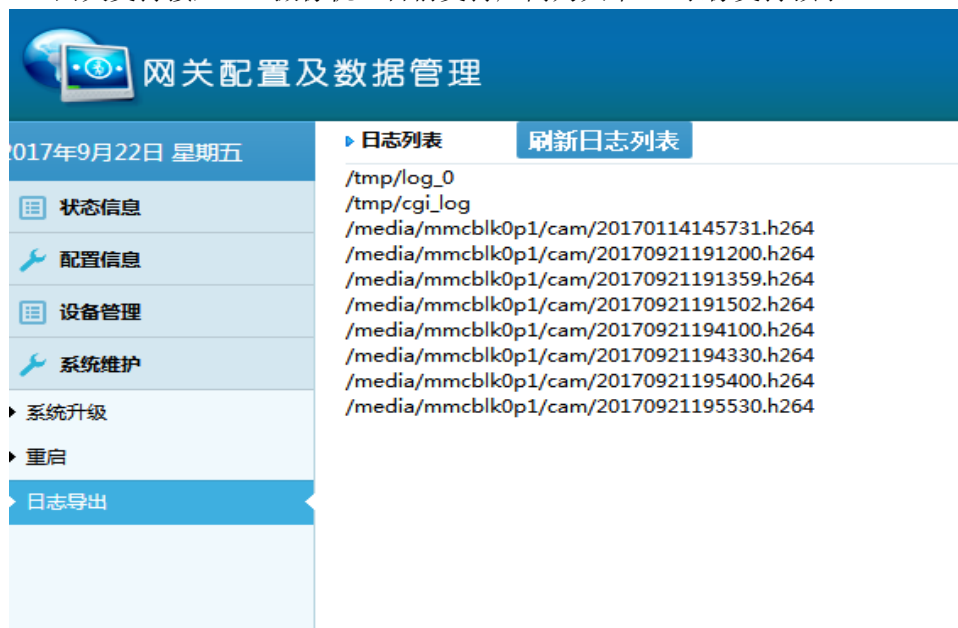 网关配置及数据管理
2017年9月22日 星期五
状态信息
配置信息
设备管理
系统维护
系统升级
重启
日志导出
日志列表
刷新日志列表
/tmp/log_0
/tmp/cgi_log
/media/mmcblk0p1/cam/20170114145731.h264
/media/mmcblk0p1/cam/20170921191200.h264
/media/mmcblk0p1/cam/20170921191359.h264
/media/mmcblk0p1/cam/20170921191502.h264
/media/mmcblk0p1/cam/20170921194100.h264
/media/mmcblk0p1/cam/20170921194330.h264
/media/mmcblk0p1/cam/20170921195400.h264
/media/mmcblk0p1/cam/20170921195530.h264